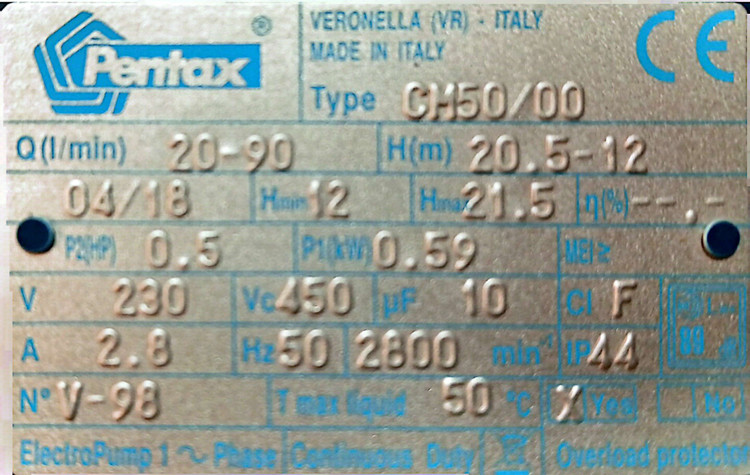 VERONELLA (VR) - ITALY
Pentax ® MADE IN ITALY CE
Type CM50/00
Q(l/min) 20-90 H(m) 20.5-12
04/18 Hmin 12 Hmax 21.5 η(%) --,-
P2(HP) 0.5 P1(kW) 0.59 MEI≥
V 230 Vc 450 µF 10 Cl F
A 2.8 Hz 50 2800 min⁻¹ IP 44 80
N° V-98 T max liquid 50 °C X Yes No
ElectroPump 1 ~ Phase Continuous Duty Overload protector